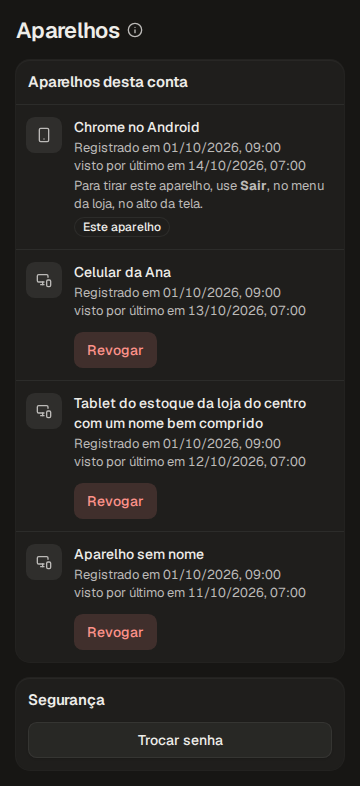 Aparelhos
Aparelhos desta conta
Chrome no Android
Registrado em 01/10/2026, 09:00
visto por último em 14/10/2026, 07:00
Para tirar este aparelho, use Sair, no menu
da loja, no alto da tela.
Este aparelho
Celular da Ana
Registrado em 01/10/2026, 09:00
visto por último em 13/10/2026, 07:00
Revogar
Tablet do estoque da loja do centro
com um nome bem comprido
Registrado em 01/10/2026, 09:00
visto por último em 12/10/2026, 07:00
Revogar
Aparelho sem nome
Registrado em 01/10/2026, 09:00
visto por último em 11/10/2026, 07:00
Revogar
Segurança
Trocar senha